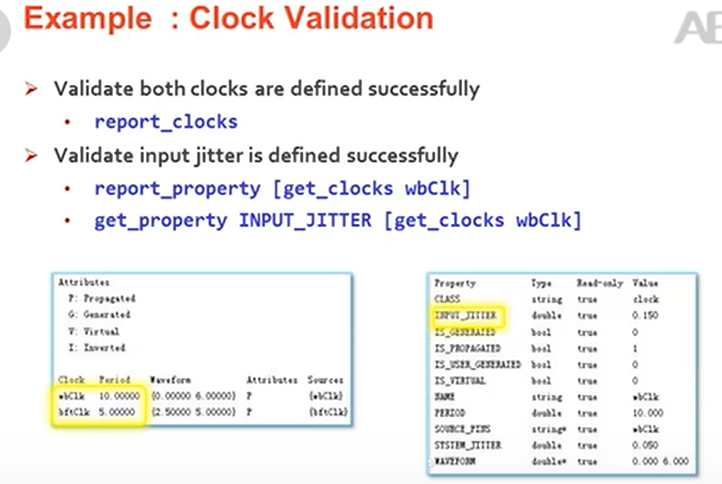 Example : Clock Validation
AE
➤ Validate both clocks are defined successfully
• report_clocks
➤ Validate input jitter is defined successfully
• report_property [get_clocks wbClk]
• get_property INPUT_JITTER [get_clocks wbClk]
Attributes
P: Propagated
G: Generated
V: Virtual
I: Inverted
Clock Period Waveform Attributes Sources
wbClk 10.00000 {0.00000 6.00000} P {wbClk}
bftClk 5.00000 {2.50000 5.00000} P {bftClk}
Property Type Read-only Value
CLASS string true clock
INPUT_JITTER double true 0.150
IS_GENERATED bool true 0
IS_PROPAGATED bool true 1
IS_USER_GENERATED bool true 0
IS_VIRTUAL bool true 0
NAME string true wbClk
PERIOD double true 10.000
SOURCE_PINS string* true wbClk
SYSTEM_JITTER double true 0.050
WAVEFORM double* true 0.000 6.000